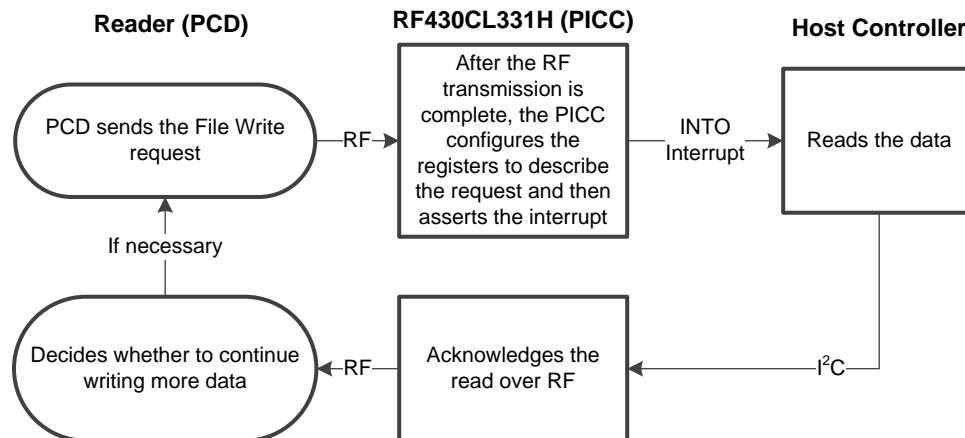 Reader (PCD)
RF430CL331H (PICC)
Host Controller
PCD sends the File Write
request
RF
After the RF
transmission is
complete, the PICC
configures the
registers to describe
the request and then
asserts the interrupt
INTO
Interrupt
Reads the data
If necessary
Decides whether to continue
writing more data
RF
Acknowledges the
read over RF
I²C